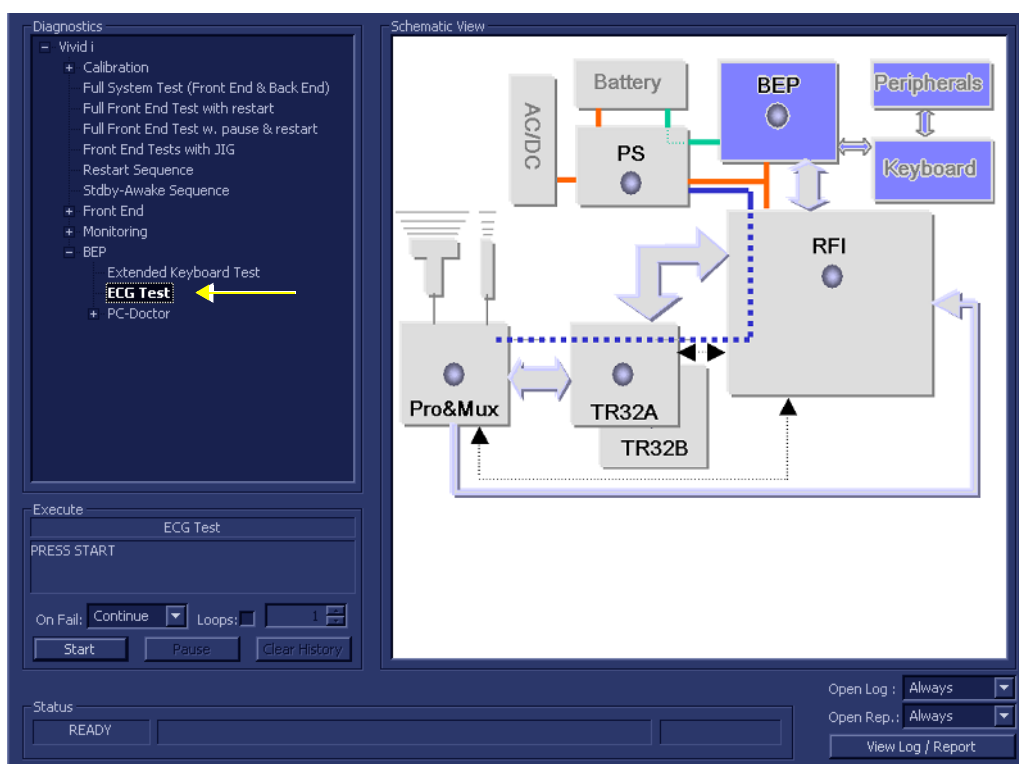 Diagnostics
Vivid i
Calibration
Full System Test (Front End & Back End)
Full Front End Test with restart
Full Front End Test w. pause & restart
Front End Tests with JIG
Restart Sequence
Stdby-Awake Sequence
Front End
Monitoring
BEP
Extended Keyboard Test
ECG Test
PC-Doctor
Execute
ECG Test
PRESS START
On Fail: Continue Loops: 1
Start Pause Clear History
Schematic View
AC/DC
Battery
BEP
Peripherals
PS
Keyboard
RFI
Pro&Mux
TR32A
TR32B
Open Log : Always
Status
Open Rep.: Always
READY
View Log / Report